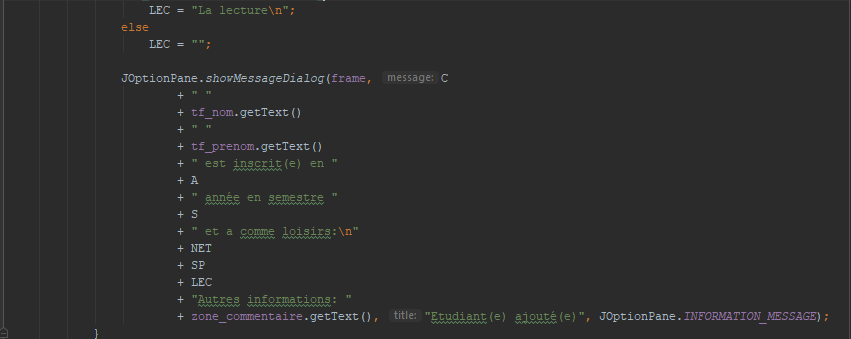 LEC = "La lecture\n";
else
LEC = "";
JOptionPane.showMessageDialog(frame, message: C
+ " "
+ tf_nom.getText()
+ " "
+ tf_prenom.getText()
+ " est inscrit(e) en "
+ A
+ " année en semestre "
+ S
+ " et a comme loisirs:\n"
+ NET
+ SP
+ LEC
+ "Autres informations: "
+ zone_commentaire.getText(), title: "Etudiant(e) ajouté(e)", JOptionPane.INFORMATION_MESSAGE);
}